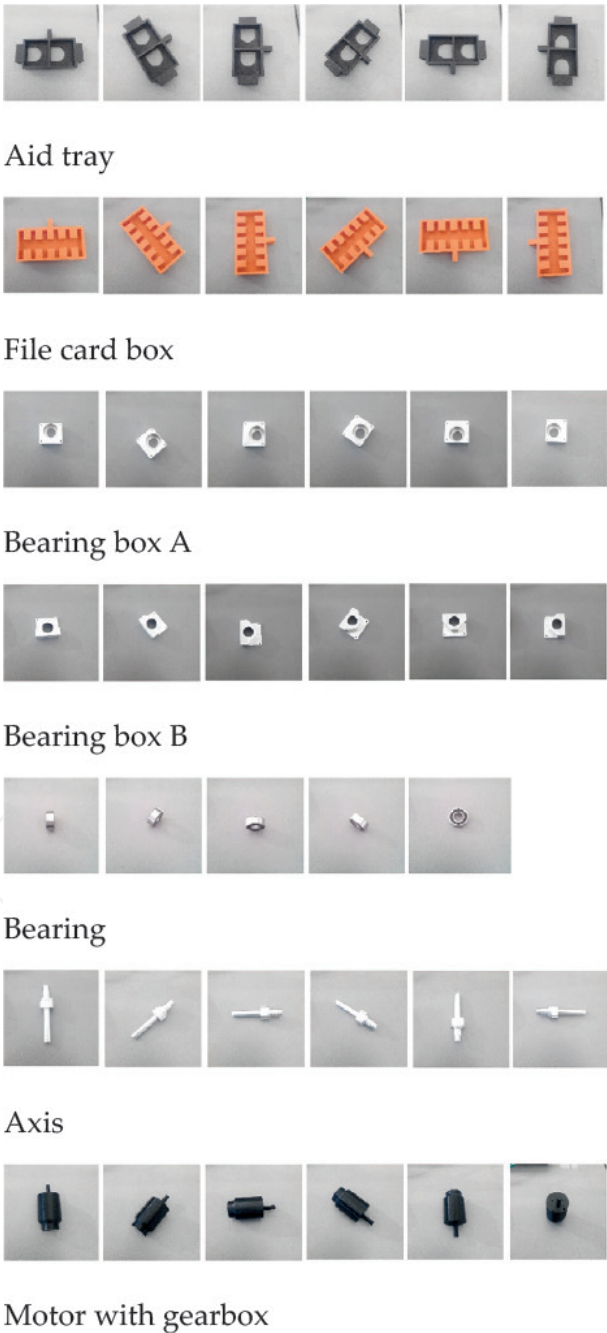 Aid tray
File card box
Bearing box A
Bearing box B
Bearing
Axis
Motor with gearbox